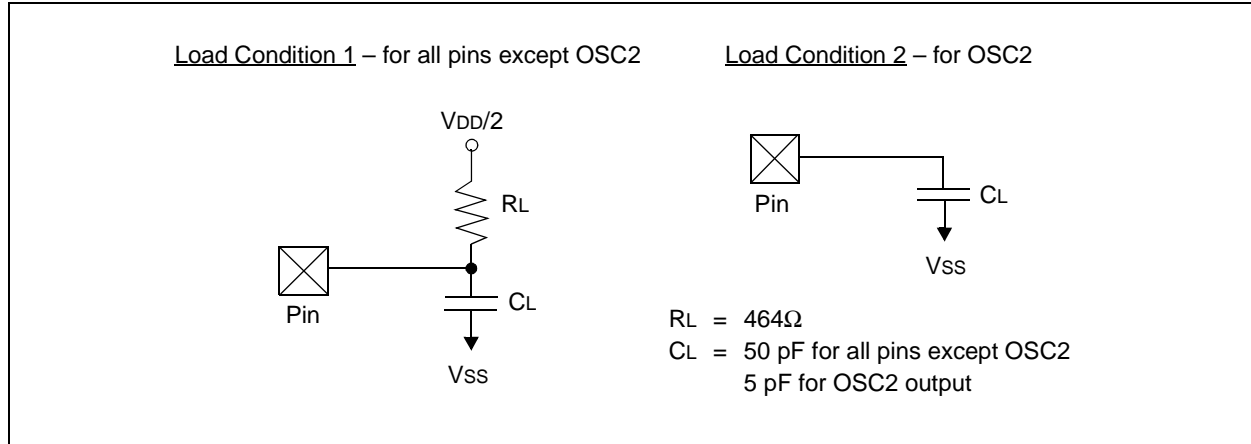 Load Condition 1 – for all pins except OSC2
VDD/2
RL
Pin
CL
VSS
Load Condition 2 – for OSC2
Pin
CL
VSS
RL = 464Ω
CL = 50 pF for all pins except OSC2
5 pF for OSC2 output